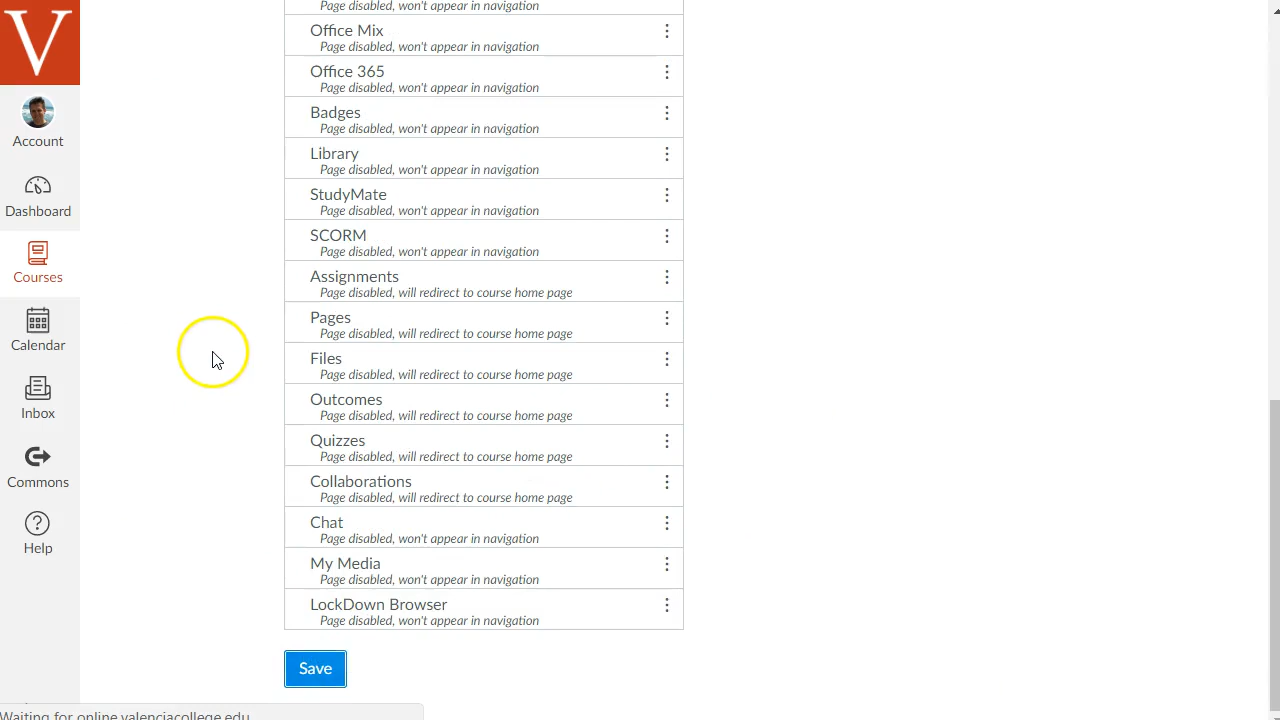 V
Account
Dashboard
Courses
Calendar
Inbox
Commons
Help
Page disabled, won't appear in navigation
Office Mix
Page disabled, won't appear in navigation
Office 365
Page disabled, won't appear in navigation
Badges
Page disabled, won't appear in navigation
Library
Page disabled, won't appear in navigation
StudyMate
Page disabled, won't appear in navigation
SCORM
Page disabled, won't appear in navigation
Assignments
Page disabled, will redirect to course home page
Pages
Page disabled, will redirect to course home page
Files
Page disabled, will redirect to course home page
Outcomes
Page disabled, will redirect to course home page
Quizzes
Page disabled, will redirect to course home page
Collaborations
Page disabled, will redirect to course home page
Chat
Page disabled, won't appear in navigation
My Media
Page disabled, won't appear in navigation
LockDown Browser
Page disabled, won't appear in navigation
Save
Waiting for online.valenciacollege.edu